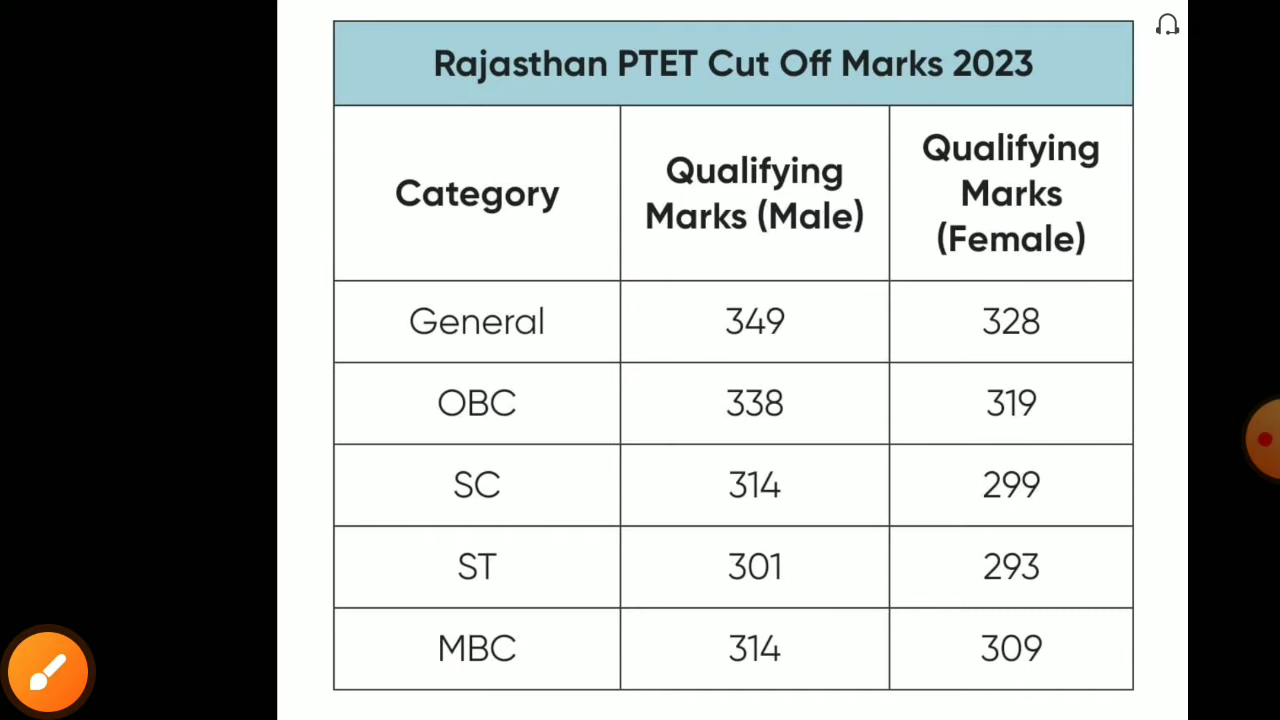 Rajasthan PTET Cut Off Marks 2023
Category
Qualifying
Marks (Male)
Qualifying
Marks
(Female)
General 349 328
OBC 338 319
SC 314 299
ST 301 293
MBC 314 309